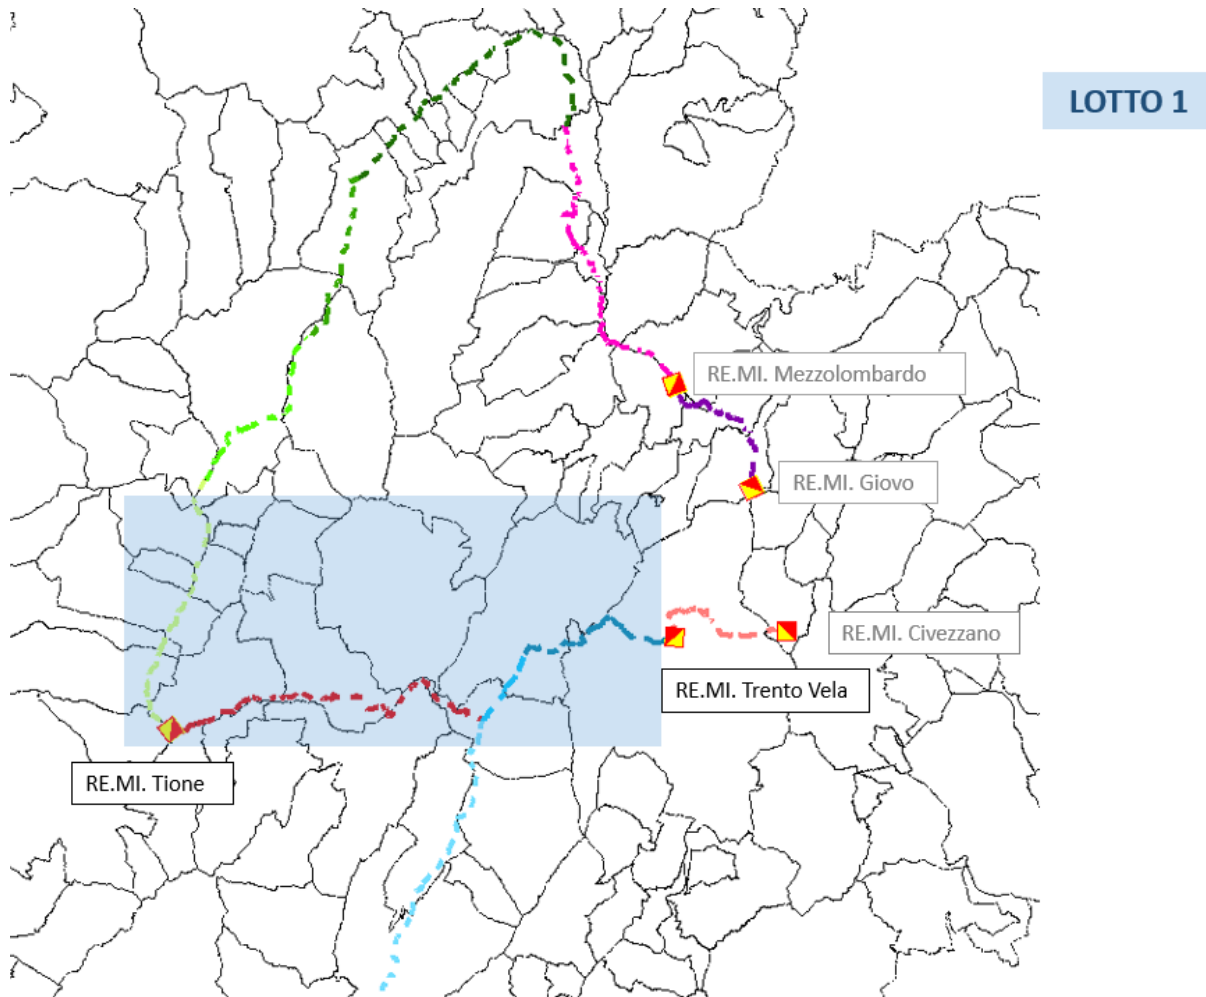 LOTTO 1
RE.MI. Mezzolombardo
RE.MI. Giovo
RE.MI. Civezzano
RE.MI. Trento Vela
RE.MI. Tione